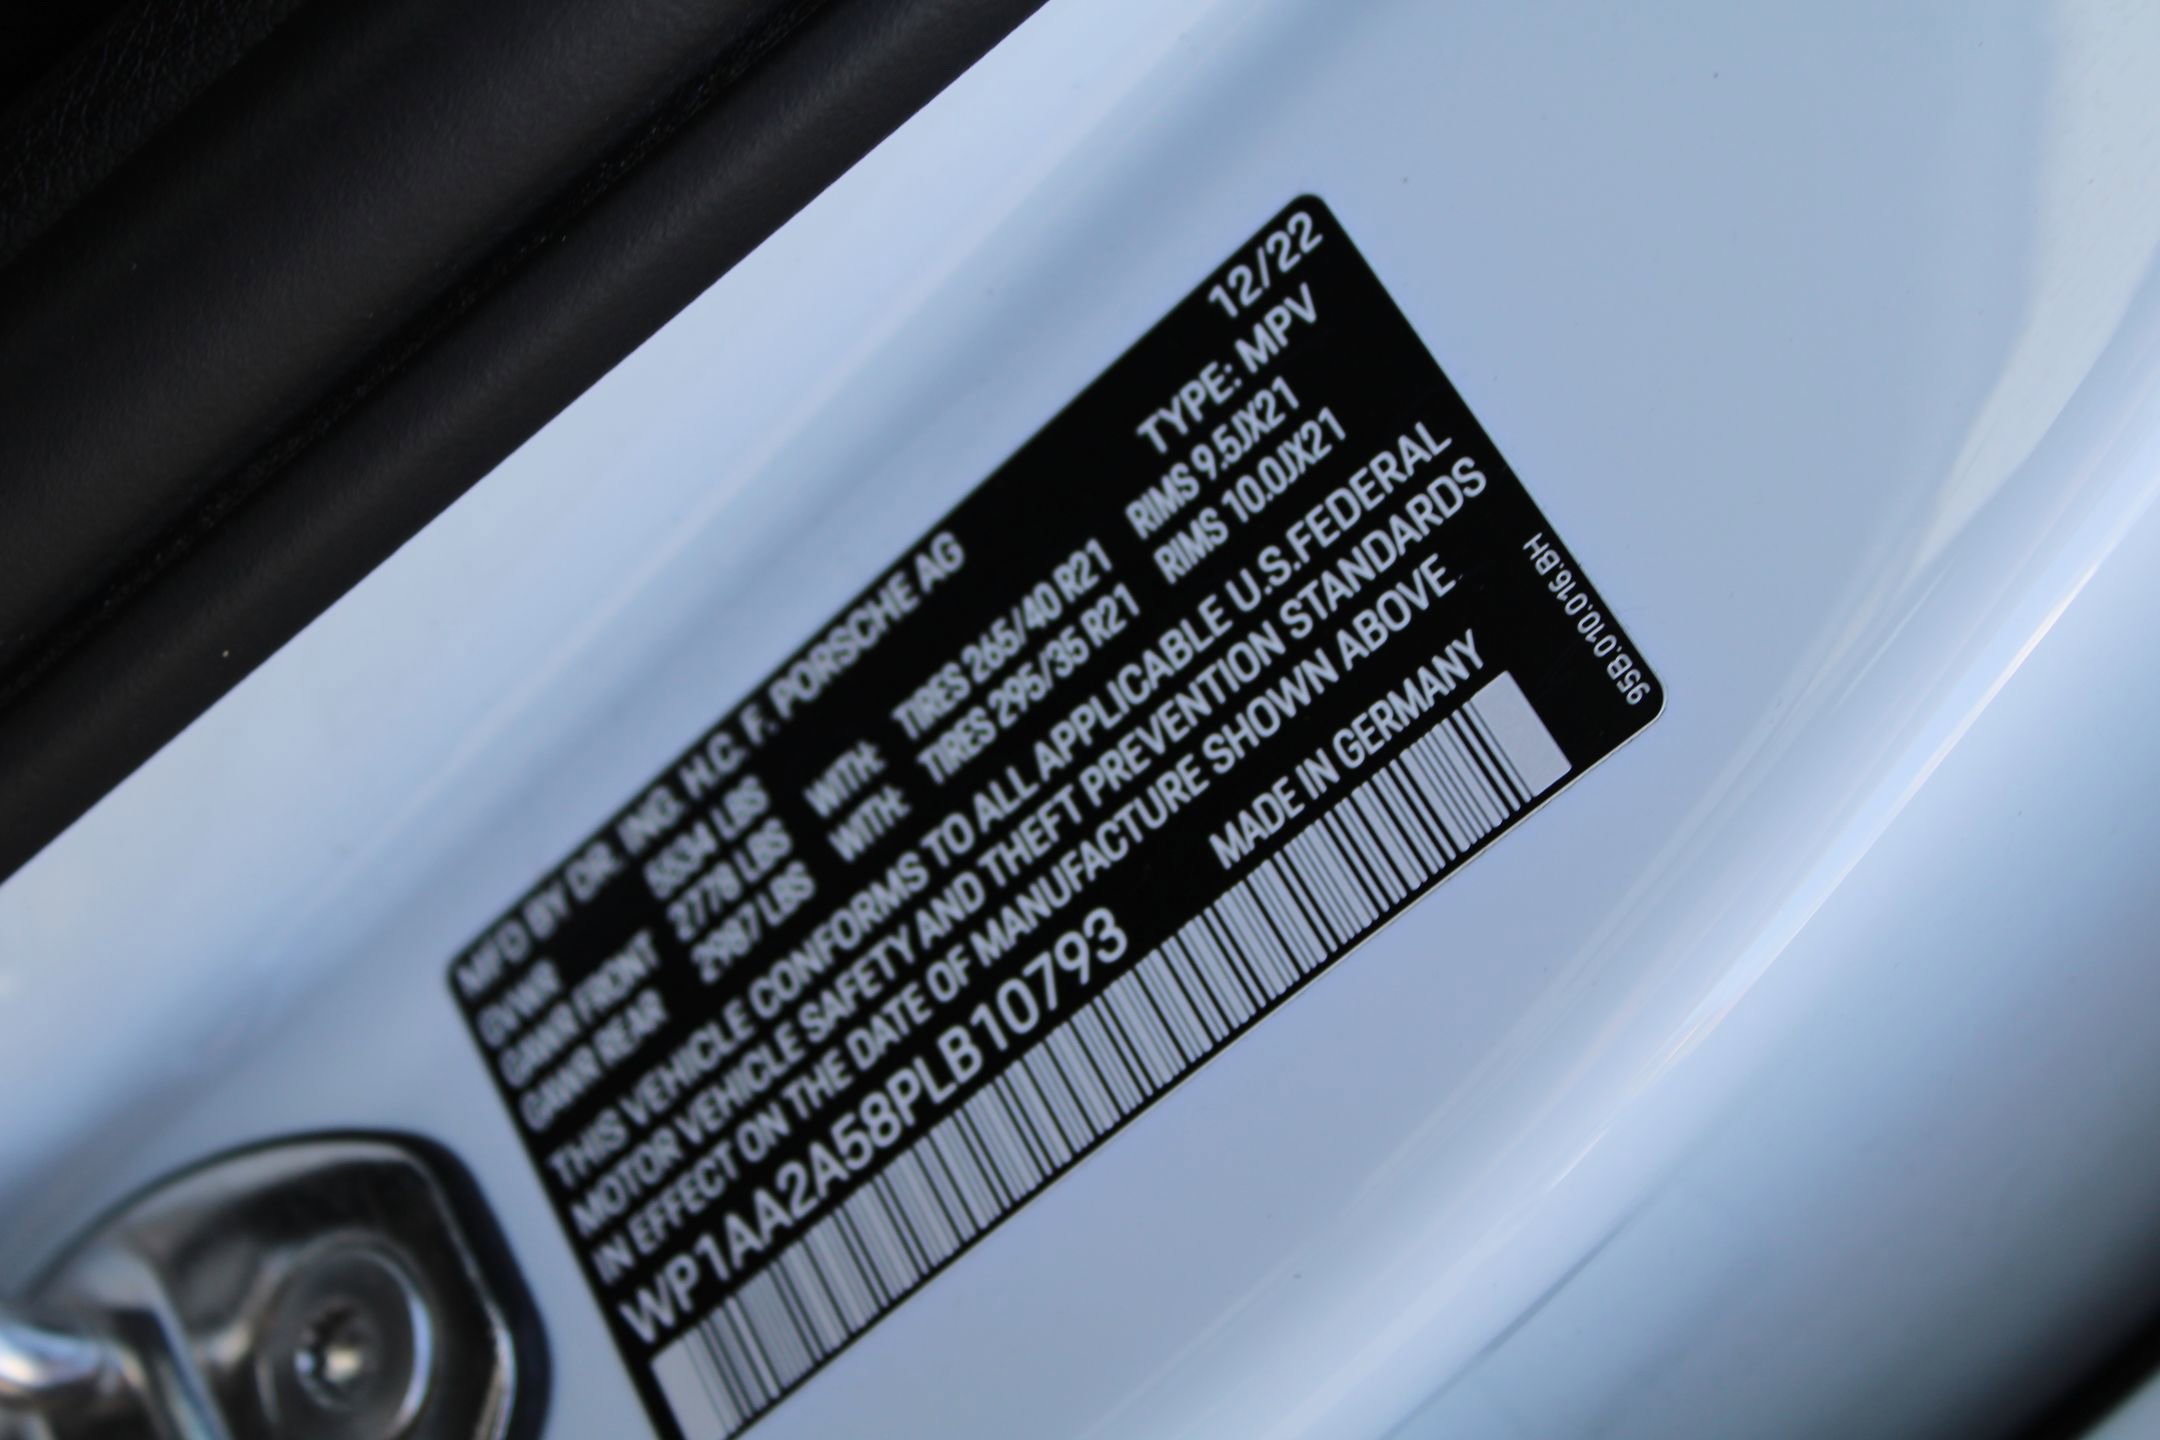 MFD BY DR. ING. H.C. F. PORSCHE AG 12/22
GVWR 5534 LBS TYPE: MPV
GAWR FRONT 2778 LBS WITH: TIRES 265/40 R21 RIMS 9.5JX21
GAWR REAR 2987 LBS WITH: TIRES 295/35 R21 RIMS 10.0JX21
THIS VEHICLE CONFORMS TO ALL APPLICABLE U.S.FEDERAL
MOTOR VEHICLE SAFETY AND THEFT PREVENTION STANDARDS
IN EFFECT ON THE DATE OF MANUFACTURE SHOWN ABOVE
WP1AA2A58PLB10793 MADE IN GERMANY
95B.010.016.BH